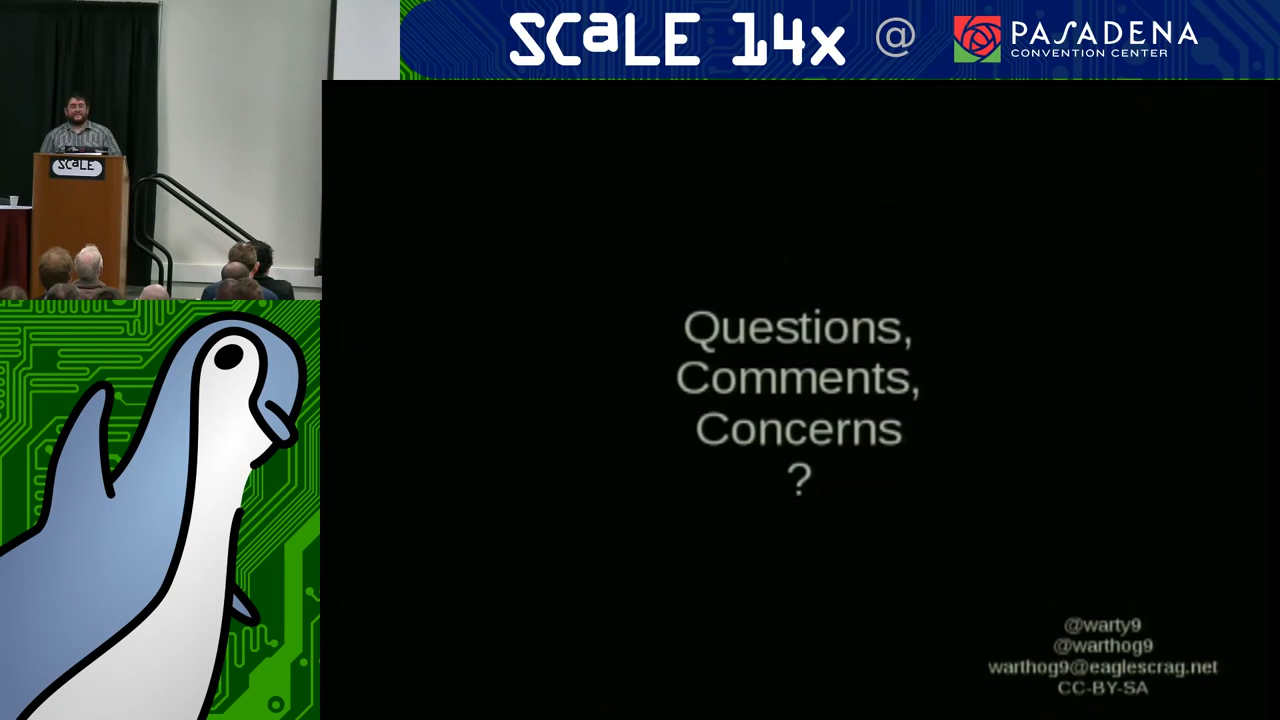 SCaLE 14x @ PASADENA
CONVENTION CENTER
SCaLE
Questions,
Comments,
Concerns
?
@warty9
@warthog9
warthog9@eaglescrag.net
CC-BY-SA